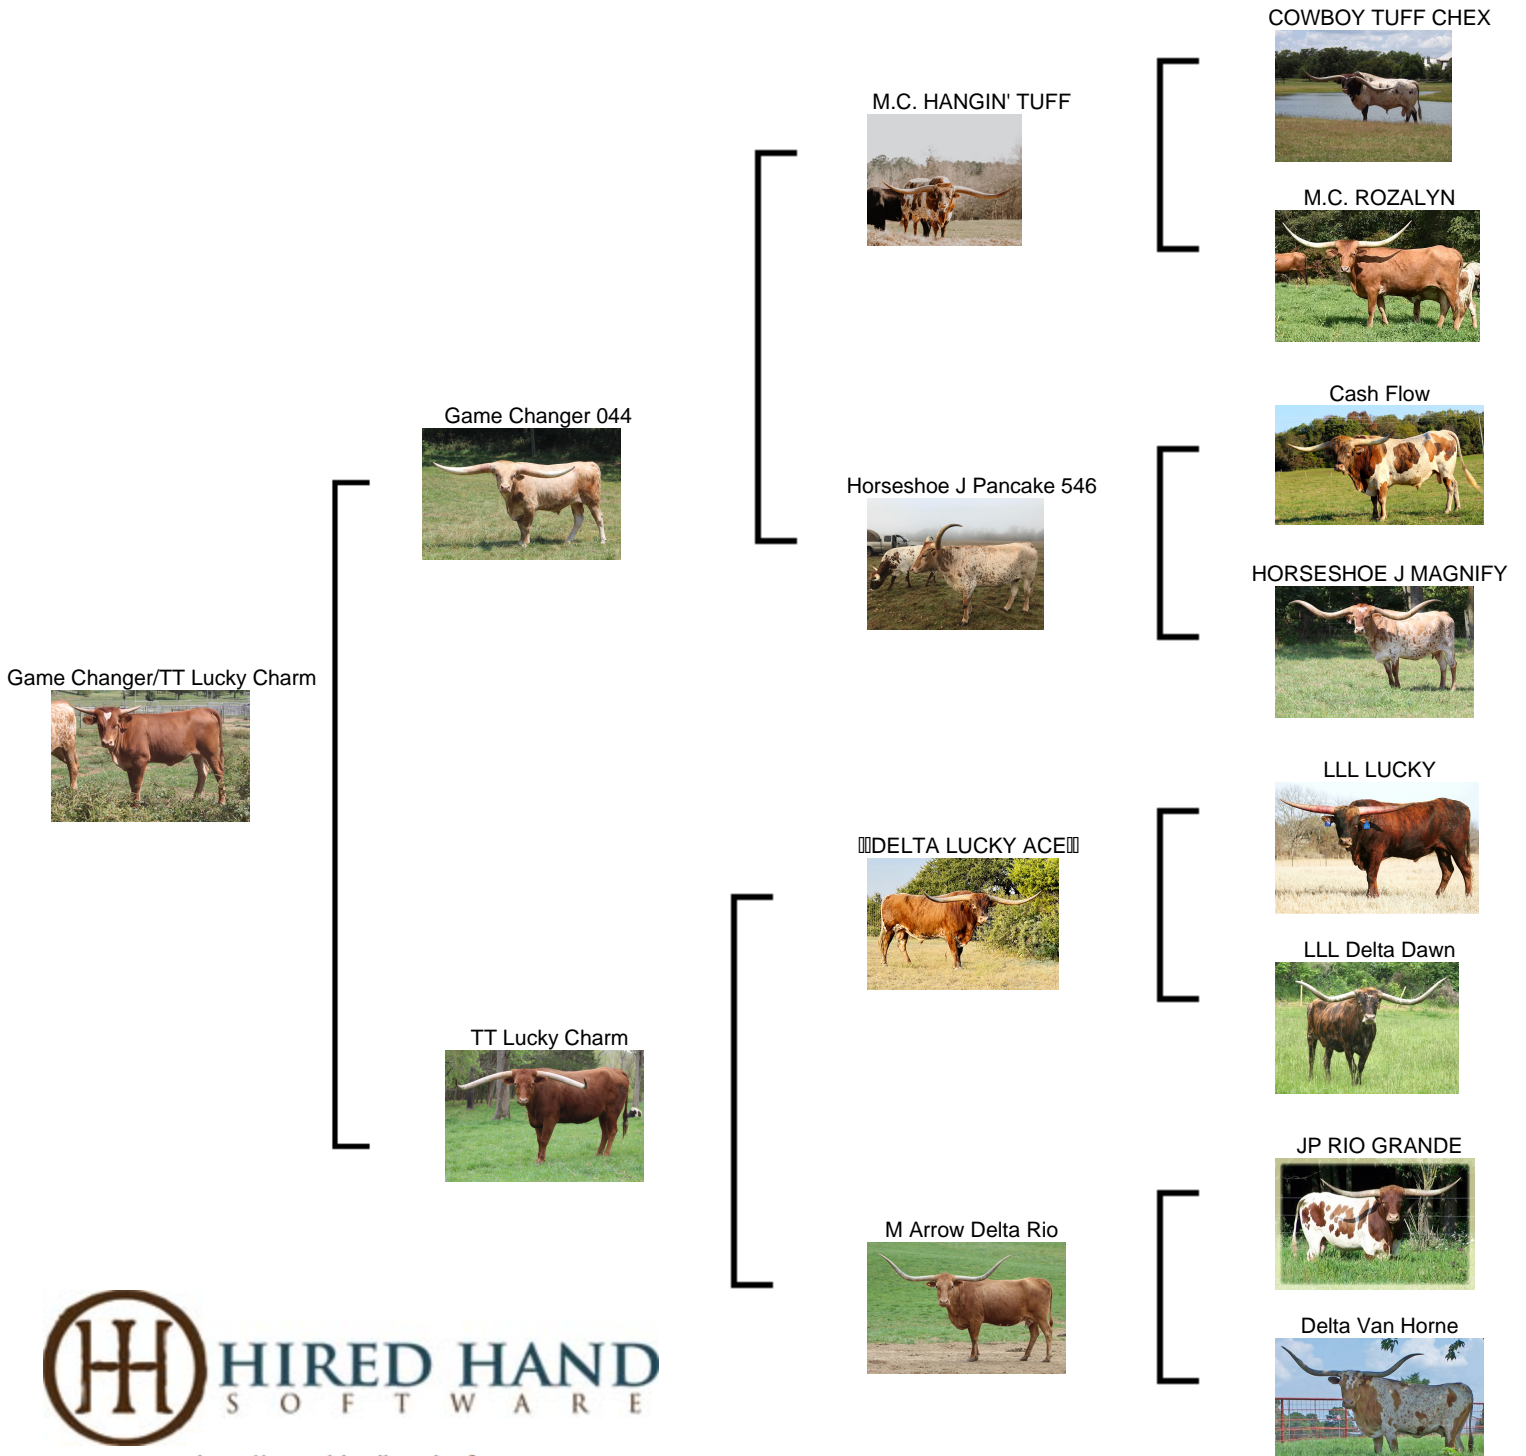 COWBOY TUFF CHEX
M.C. HANGIN' TUFF
M.C. ROZALYN
Cash Flow
Game Changer 044
Horseshoe J Pancake 546
HORSESHOE J MAGNIFY
Game Changer/TT Lucky Charm
LLL LUCKY
DELTA LUCKY ACE
LLL Delta Dawn
TT Lucky Charm
JP RIO GRANDE
M Arrow Delta Rio
Delta Van Horne
HIRED HAND
SOFTWARE